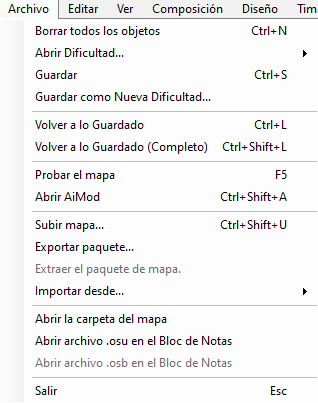 Archivo Editar Ver Composición Diseño Tim
Borrar todos los objetos Ctrl+N
Abrir Dificultad...
Guardar Ctrl+S
Guardar como Nueva Dificultad...
Volver a lo Guardado Ctrl+L
Volver a lo Guardado (Completo) Ctrl+Shift+L
Probar el mapa F5
Abrir AiMod Ctrl+Shift+A
Subir mapa... Ctrl+Shift+U
Exportar paquete...
Extraer el paquete de mapa.
Importar desde...
Abrir la carpeta del mapa
Abrir archivo .osu en el Bloc de Notas
Abrir archivo .osb en el Bloc de Notas
Salir Esc